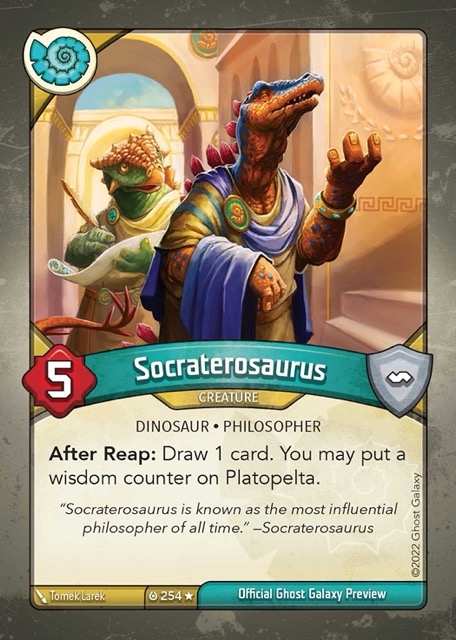 Socraterosaurus
5
CREATURE
DINOSAUR • PHILOSOPHER
After Reap: Draw 1 card. You may put a
wisdom counter on Platopelta.
“Socraterosaurus is known as the most influential
philosopher of all time.” —Socraterosaurus
©2022 Ghost Galaxy
Tomek Larek
254★
Official Ghost Galaxy Preview